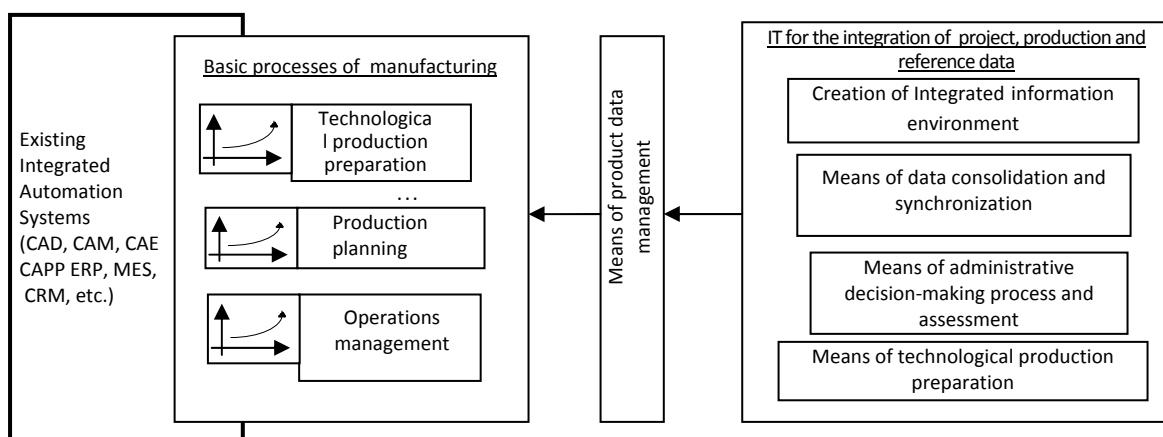 Existing
Integrated
Automation
Systems
(CAD, CAM, CAE
CAPP ERP, MES,
CRM, etc.)
Basic processes of manufacturing
Technologica
l production
preparation
...
Production
planning
Operations
management
Means of product data
management
IT for the integration of project, production and
reference data
Creation of Integrated information
environment
Means of data consolidation and
synchronization
Means of administrative
decision-making process and
assessment
Means of technological production
preparation